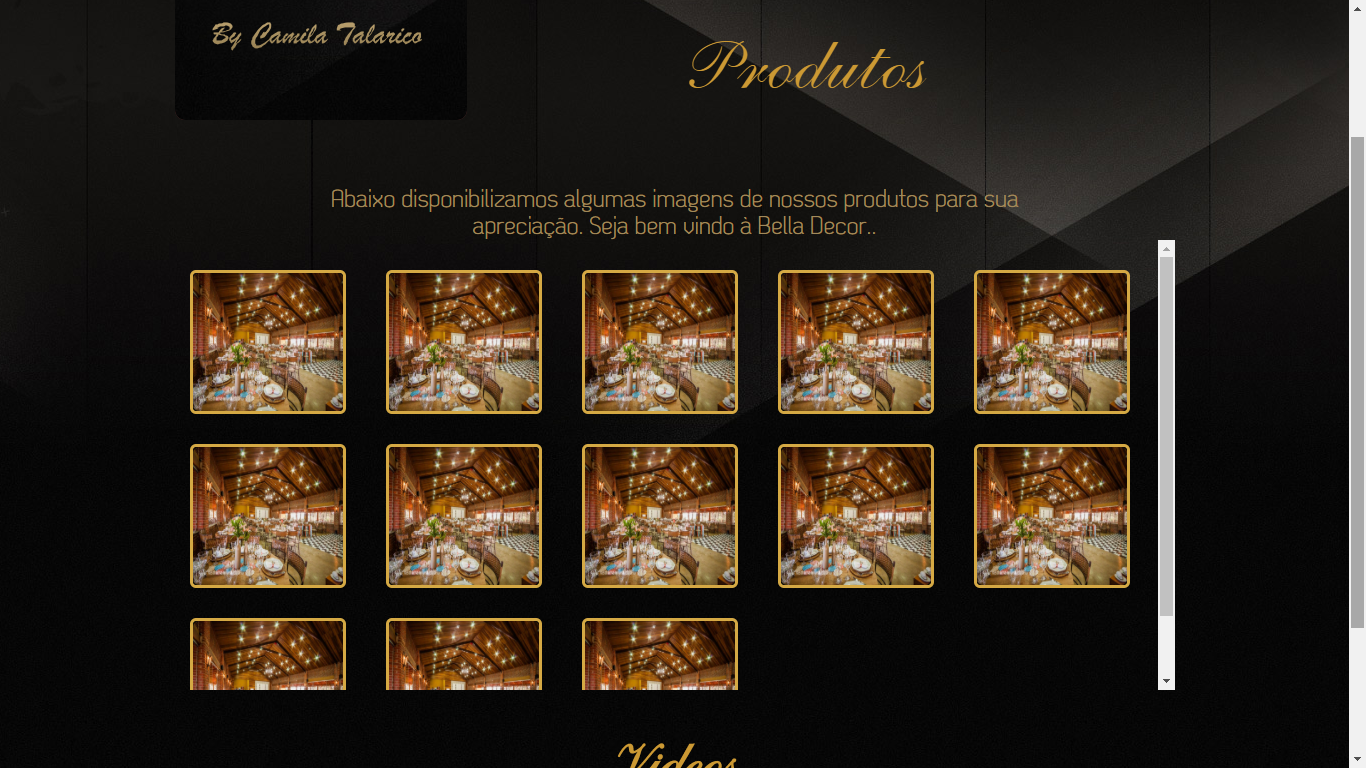 By Camila Talarico
Produtos
Abaixo disponibilizamos algumas imagens de nossos produtos para sua
apreciação. Seja bem vindo à Bella Decor..
Videos